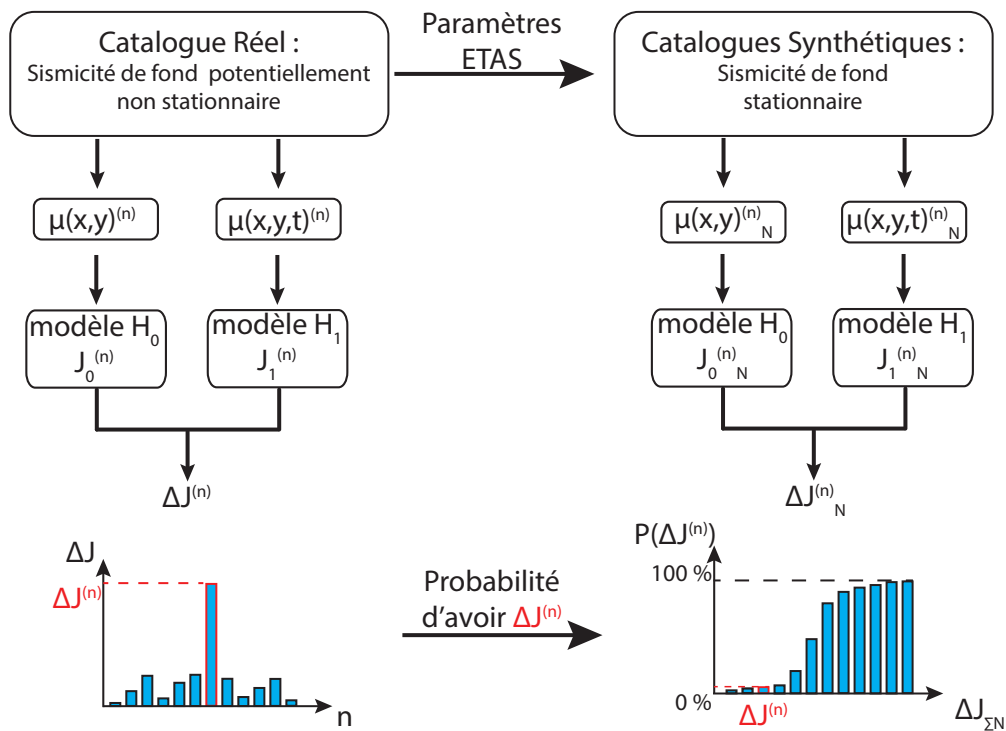 Catalogue Réel :
Sismicité de fond potentiellement
non stationnaire
Paramètres
ETAS
Catalogues Synthétiques :
Sismicité de fond
stationnaire
μ(x,y)⁽ⁿ⁾
μ(x,y,t)⁽ⁿ⁾
μ(x,y)⁽ⁿ⁾N
μ(x,y,t)⁽ⁿ⁾N
modèle H₀
J₀⁽ⁿ⁾
modèle H₁
J₁⁽ⁿ⁾
modèle H₀
J₀⁽ⁿ⁾N
modèle H₁
J₁⁽ⁿ⁾N
ΔJ⁽ⁿ⁾
ΔJ⁽ⁿ⁾N
ΔJ
ΔJ⁽ⁿ⁾
n
Probabilité
d'avoir ΔJ⁽ⁿ⁾
P(ΔJ⁽ⁿ⁾)
100 %
0 %
ΔJ⁽ⁿ⁾
ΔJΣN